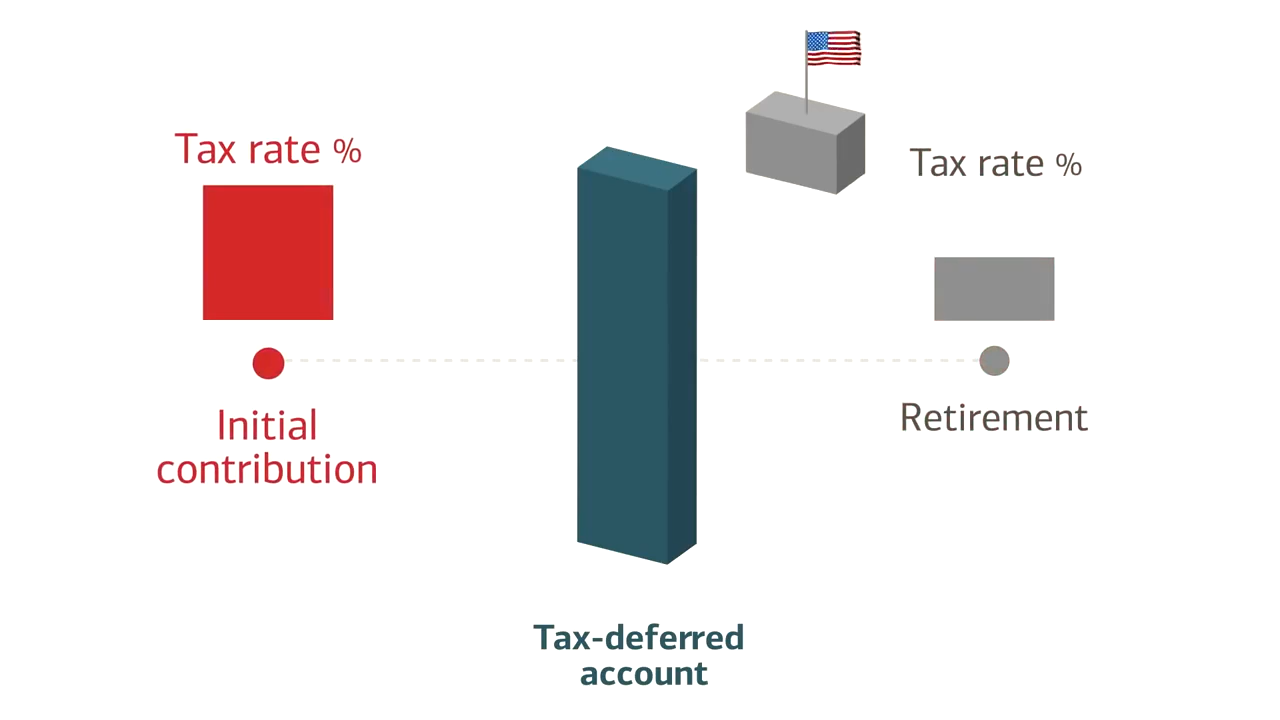 Tax rate %
Tax rate %
Initial
contribution
Retirement
Tax-deferred
account